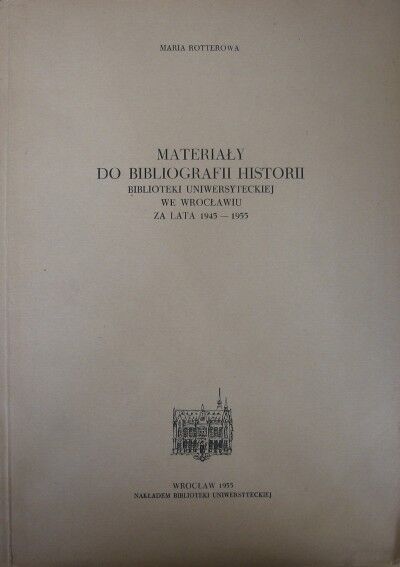 MARIA ROTTEROWA
MATERIAŁY
DO BIBLIOGRAFII HISTORII
BIBLIOTEKI UNIWERSYTECKIEJ
WE WROCŁAWIU
ZA LATA 1945 — 1955
WROCŁAW 1955
NAKŁADEM BIBLIOTEKI UNIWERSYTECKIEJ